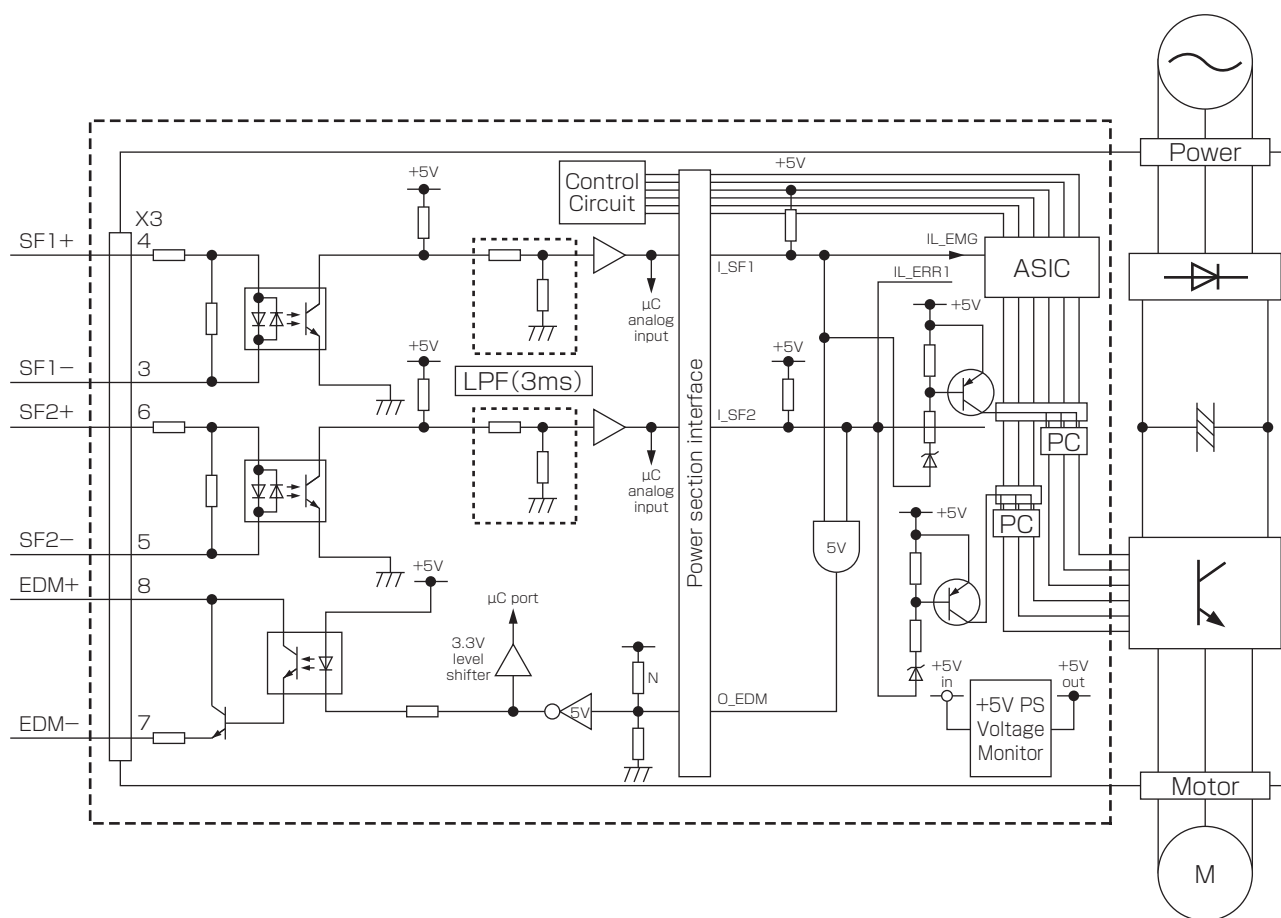 Power
+5V
+5V
Control
Circuit
X3
SF1+
4
I_SF1
IL_EMG
IL_ERR1
ASIC
µC
analog
input
+5V
SF1−
3
+5V
+5V
LPF(3ms)
SF2+
6
I_SF2
PC
µC
analog
input
Power section interface
PC
+5V
SF2−
5
5V
+5V
EDM+
8
µC port
3.3V
level
shifter
N
+5V
in
+5V
out
5V
O_EDM
+5V PS
Voltage
Monitor
EDM−
7
Motor
M